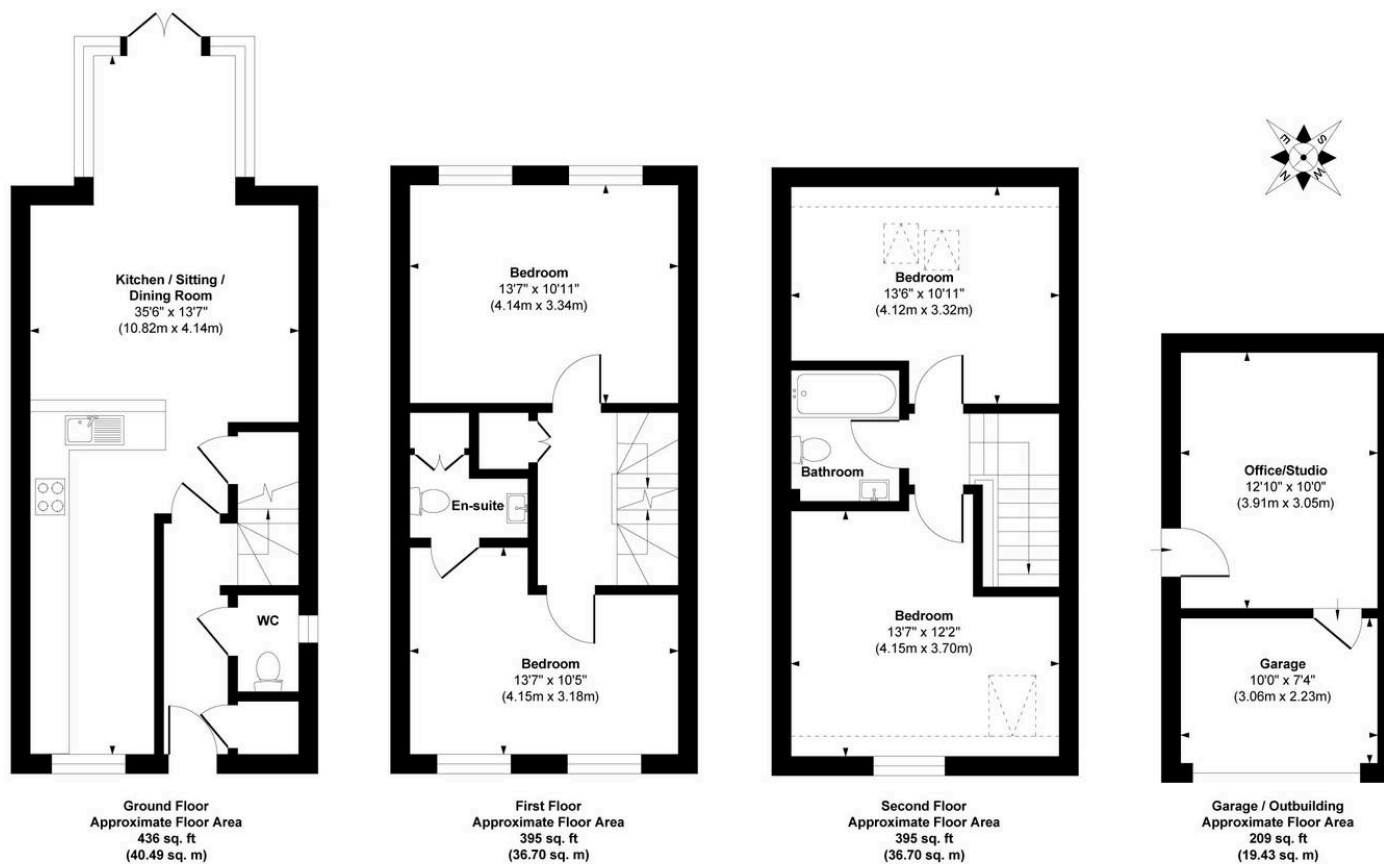 Kitchen / Sitting /
Dining Room
35'6" x 13'7"
(10.82m x 4.14m)
WC
Ground Floor
Approximate Floor Area
436 sq. ft
(40.49 sq. m)
Bedroom
13'7" x 10'11"
(4.14m x 3.34m)
En-suite
Bedroom
13'7" x 10'5"
(4.15m x 3.18m)
First Floor
Approximate Floor Area
395 sq. ft
(36.70 sq. m)
Bedroom
13'6" x 10'11"
(4.12m x 3.32m)
Bathroom
Bedroom
13'7" x 12'2"
(4.15m x 3.70m)
Second Floor
Approximate Floor Area
395 sq. ft
(36.70 sq. m)
E
S
N
W
Office/Studio
12'10" x 10'0"
(3.91m x 3.05m)
Garage
10'0" x 7'4"
(3.06m x 2.23m)
Garage / Outbuilding
Approximate Floor Area
209 sq. ft
(19.43 sq. m)